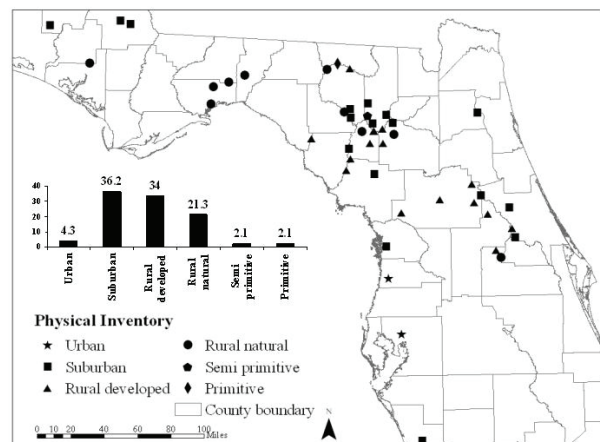 40
30
20
10
0
4.3
36.2
34
21.3
2.1
2.1
Urban
Suburban
Rural
developed
Rural
natural
Semi
primitive
Primitive
Physical Inventory
Urban
Suburban
Rural developed
Rural natural
Semi primitive
Primitive
County boundary
0 10 20 40 60 80 100
Miles
N